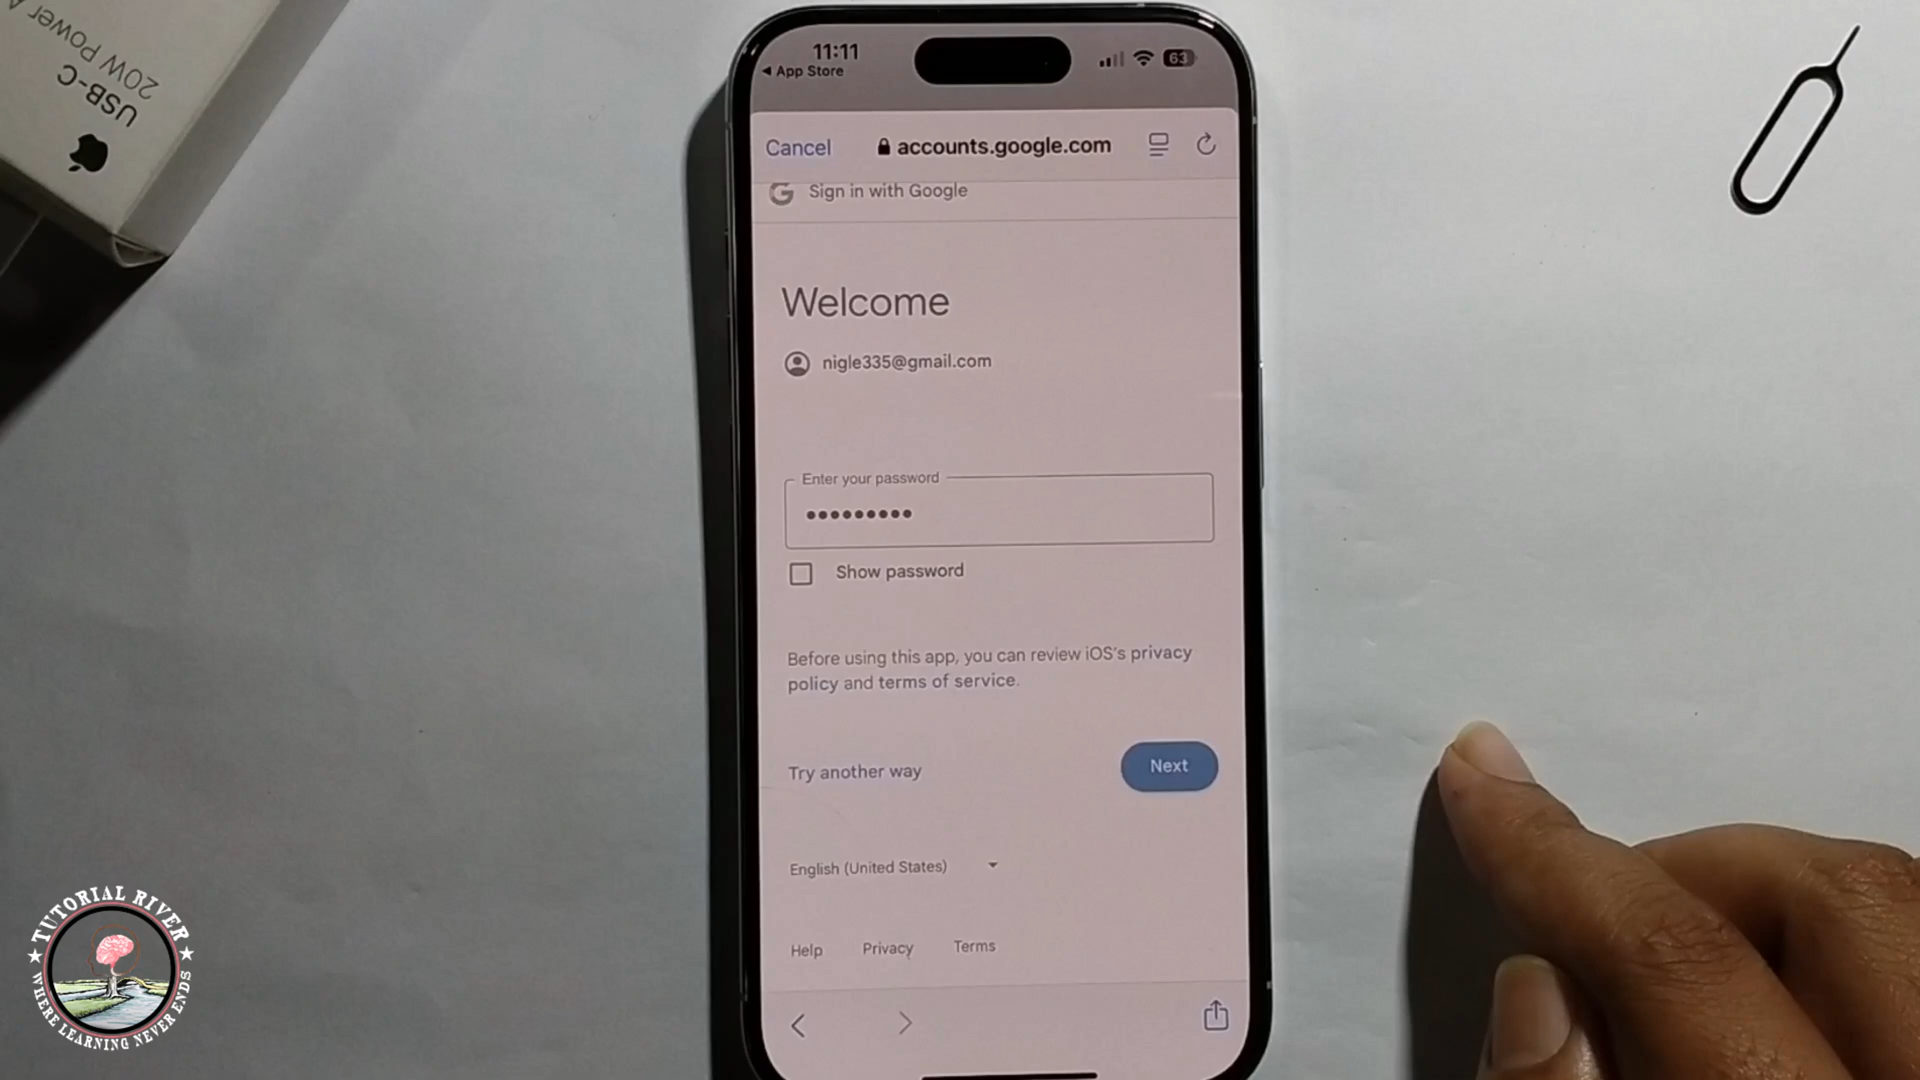 20W Power
USB-C
11:11
App Store
63
Cancel
accounts.google.com
Sign in with Google
Welcome
nigle335@gmail.com
Enter your password
Show password
Before using this app, you can review iOS's privacy
policy and terms of service.
Try another way
Next
English (United States)
Help
Privacy
Terms
TUTORIAL RIVER
WHERE LEARNING NEVER ENDS